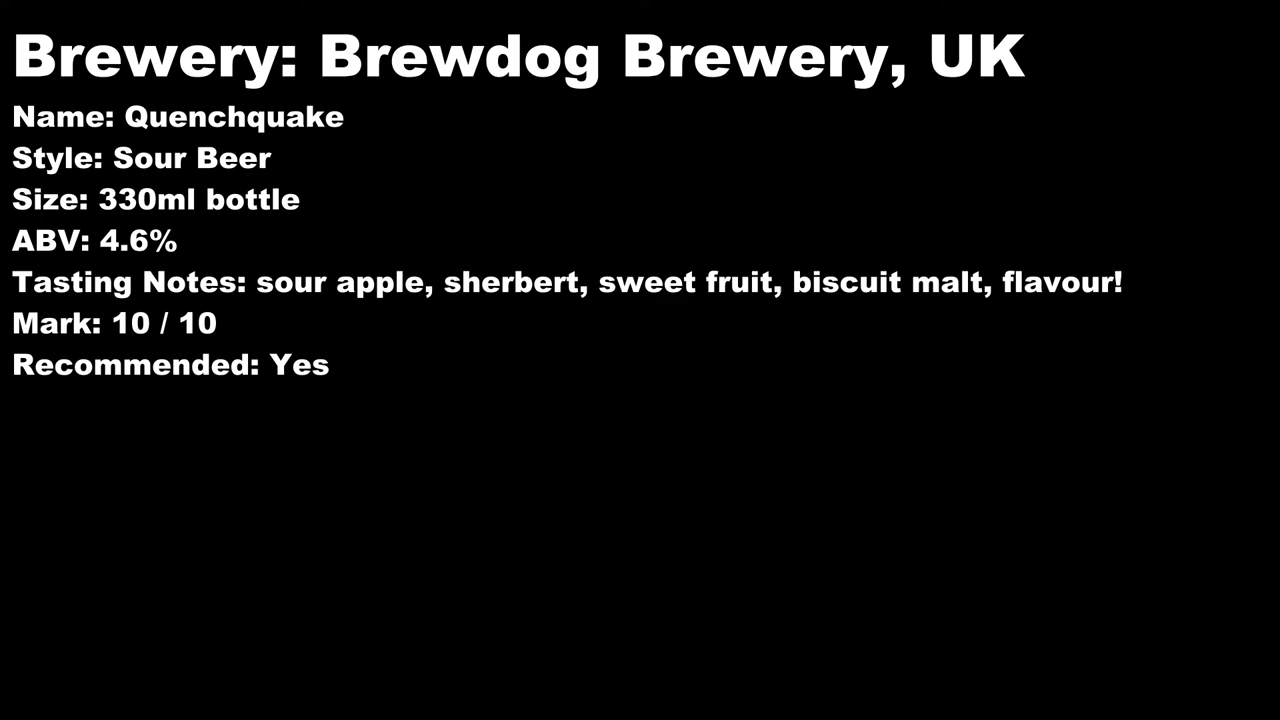 Brewery: Brewdog Brewery, UK
Name: Quenchquake
Style: Sour Beer
Size: 330ml bottle
ABV: 4.6%
Tasting Notes: sour apple, sherbert, sweet fruit, biscuit malt, flavour!
Mark: 10 / 10
Recommended: Yes